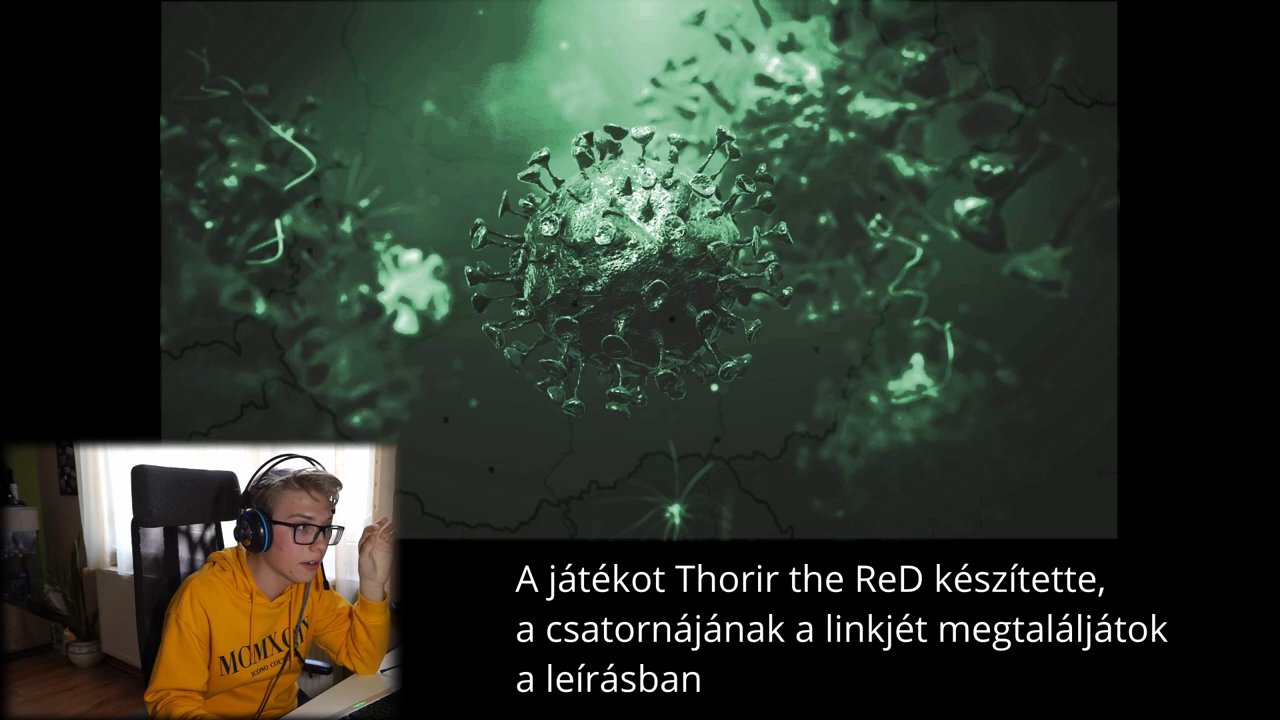 A játékot Thorir the ReD készítette,
a csatornájának a linkjét megtaláljátok
a leírásban